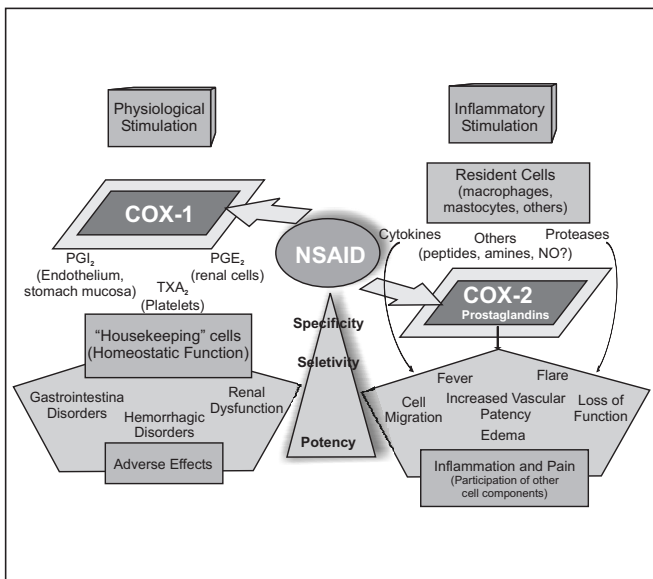 Physiological
Stimulation
Inflammatory
Stimulation
Resident Cells
(macrophages,
mastocytes, others)
COX-1
Cytokines
Others
Proteases
(peptides, amines, NO?)
NSAID
PGI₂
(Endothelium,
stomach mucosa)
PGE₂
(renal cells)
TXA₂
(Platelets)
COX-2
Prostaglandins
"Housekeeping" cells
(Homeostatic Function)
Specificity
Seletivity
Potency
Gastrointestina
Disorders
Hemorrhagic
Disorders
Renal
Dysfunction
Adverse Effects
Fever
Flare
Cell
Migration
Increased Vascular
Patency
Loss of
Function
Edema
Inflammation and Pain
(Participation of other
cell components)